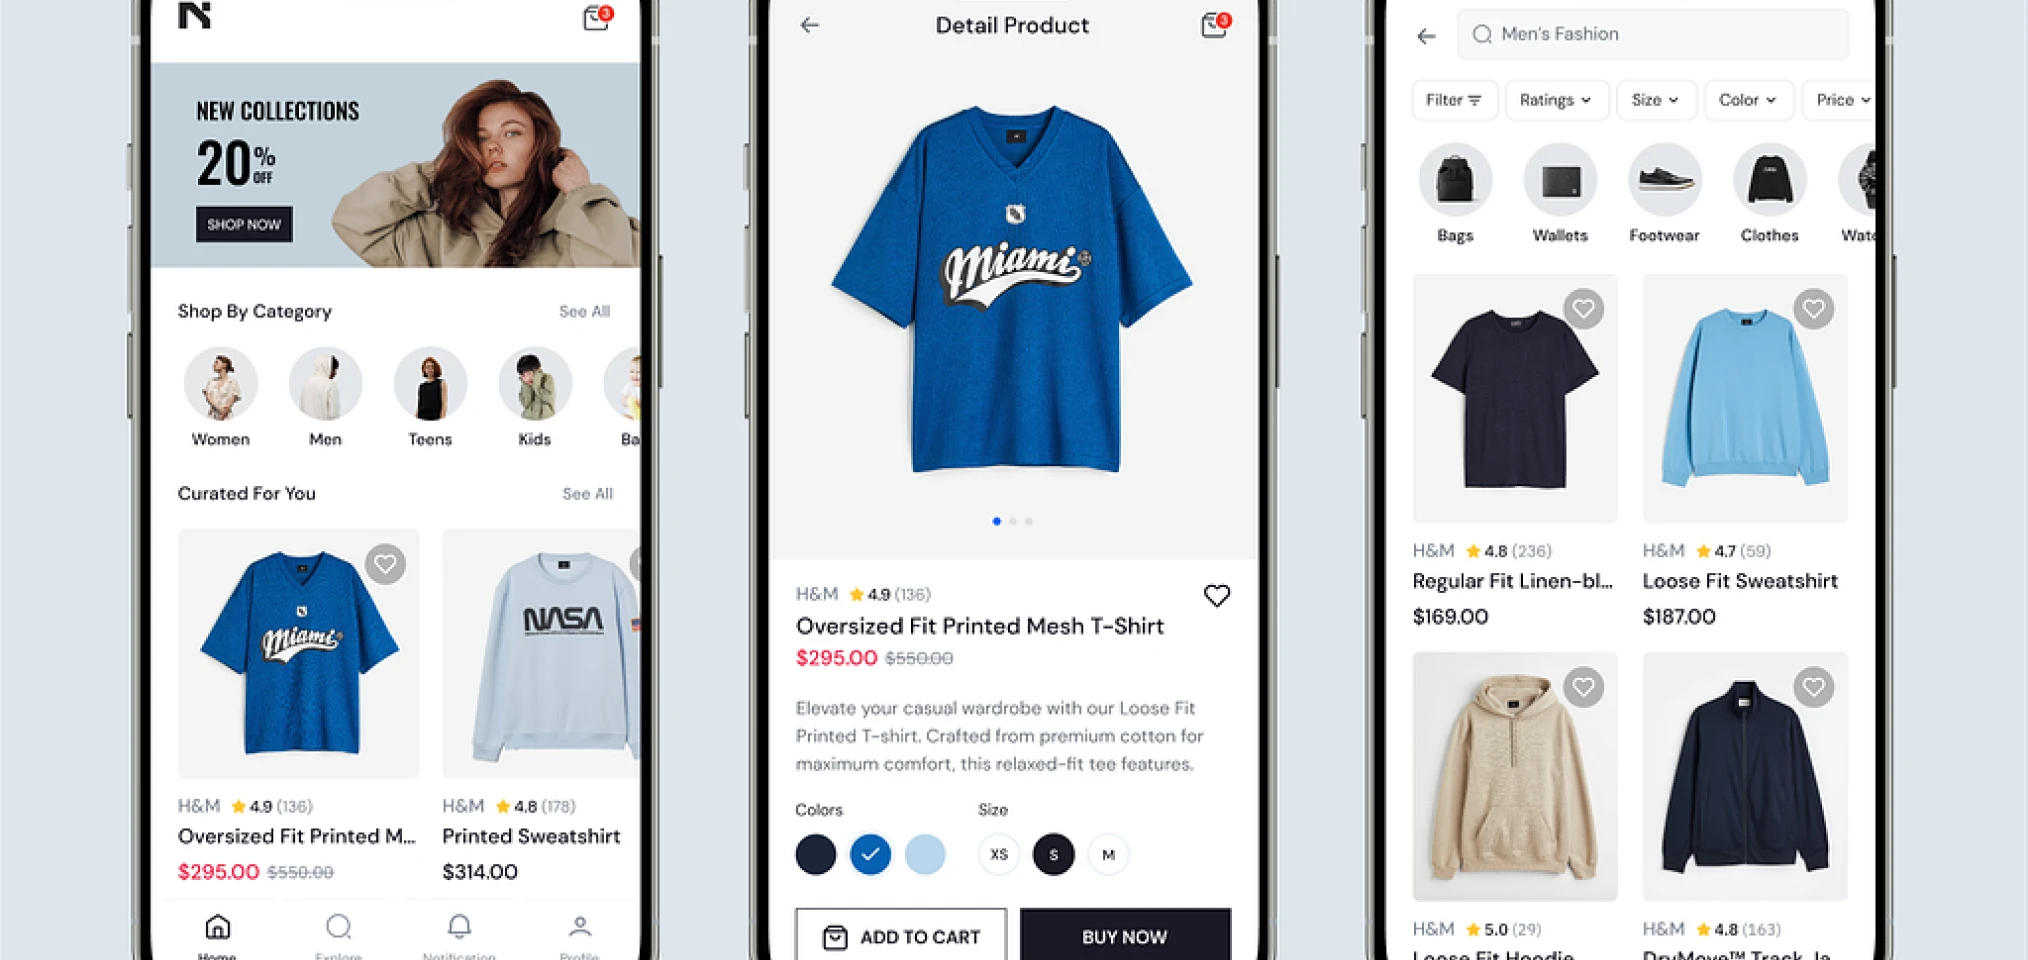 3
NEW COLLECTIONS
20% OFF
SHOP NOW
Shop By Category
See All
Women
Men
Teens
Kids
Ba
Curated For You
See All
Miami
NASA
H&M 4.9 (136)
H&M 4.8 (178)
Oversized Fit Printed M...
Printed Sweatshirt
$295.00 $550.00
$314.00
Home
Explore
Notification
Profile
Detail Product
3
Miami
H&M 4.9 (136)
Oversized Fit Printed Mesh T-Shirt
$295.00 $550.00
Elevate your casual wardrobe with our Loose Fit
Printed T-shirt. Crafted from premium cotton for
maximum comfort, this relaxed-fit tee features.
Colors
Size
XS
S
M
ADD TO CART
BUY NOW
Men's Fashion
Filter
Ratings
Size
Color
Price
Bags
Wallets
Footwear
Clothes
Watc
H&M 4.8 (236)
H&M 4.7 (59)
Regular Fit Linen-bl...
Loose Fit Sweatshirt
$169.00
$187.00
H&M 5.0 (29)
H&M 4.8 (163)
Loose Fit Hoodie
DryMove™ Track Ja